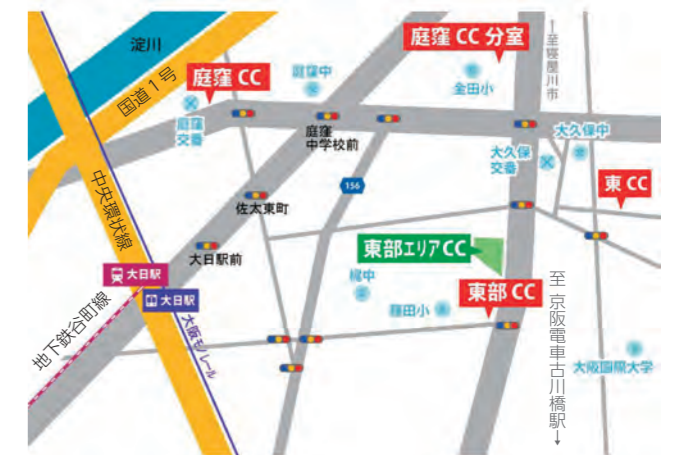 淀川
国道1号
庭窪CC
庭窪中
庭窪CC分室
←至寝屋川市
金田小
庭窪
交番
庭窪
中学校前
大久保中
大久保
交番
東CC
156
佐太東町
中央環状線
大日駅前
東部エリアCC
大日駅
大日駅
梶中
東部CC
藤田小
地下鉄谷町線
大阪モノレール
大阪国際大学
至 京阪電車古川橋駅→